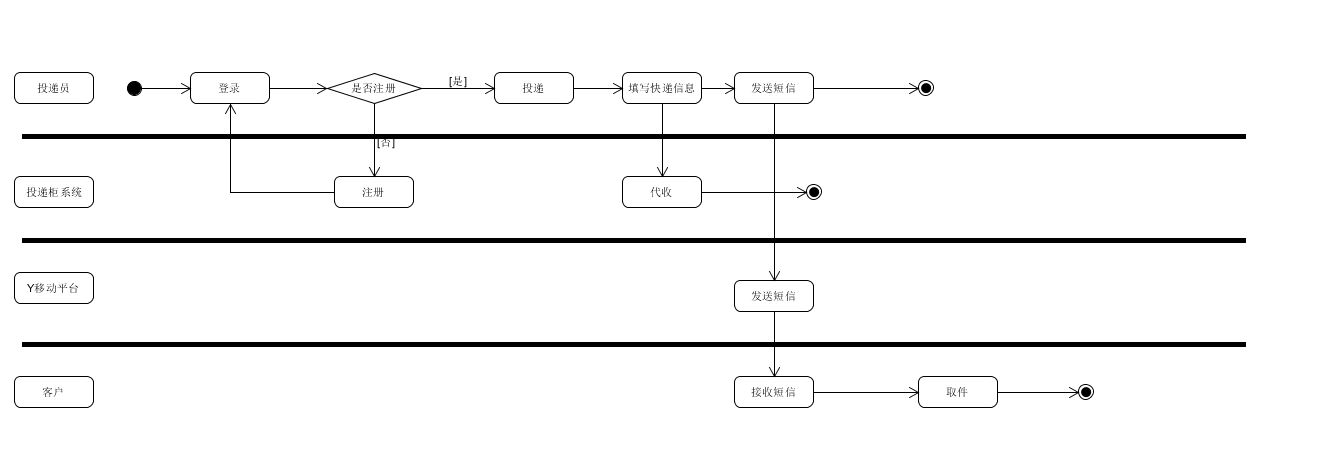 投递员
登录
是否注册
[是]
投递
填写快递信息
发送短信
[否]
投递柜系统
注册
代收
Y移动平台
发送短信
客户
接收短信
取件